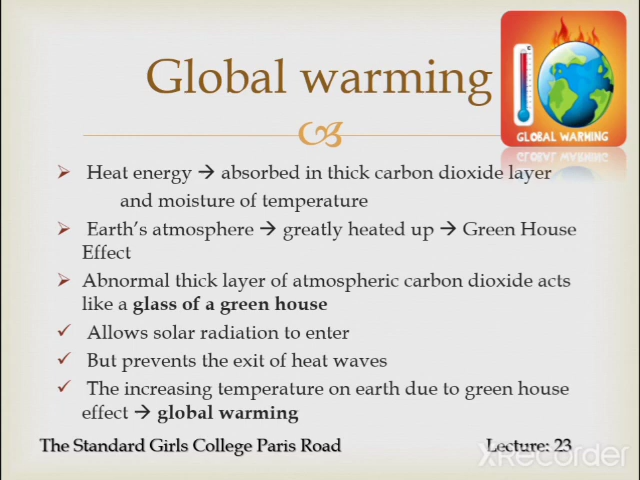 Global warming
GLOBAL WARMING
Heat energy → absorbed in thick carbon dioxide layer
and moisture of temperature
Earth's atmosphere → greatly heated up → Green House
Effect
Abnormal thick layer of atmospheric carbon dioxide acts
like a glass of a green house
Allows solar radiation to enter
But prevents the exit of heat waves
The increasing temperature on earth due to green house
effect → global warming
The Standard Girls College Paris Road Lecture: 23
XRecorder